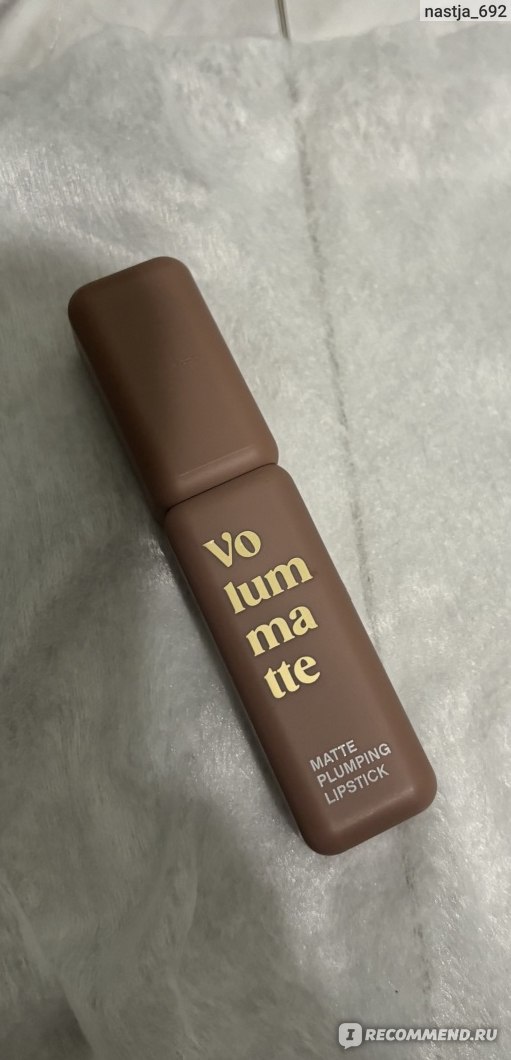 nastja_692
Vo
lum
ma
tte
MATTE
PLUMPING
LIPSTICK
I RECOMMEND.RU